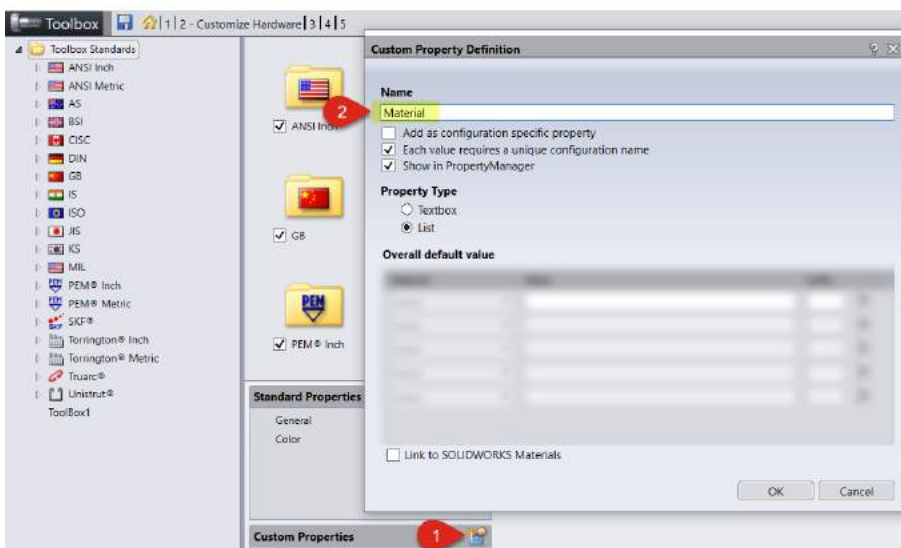 Toolbox 1 2 - Customize Hardware 3 4 5
Toolbox Standards
ANSI Inch
ANSI Metric
AS
BSI
CISC
DIN
GB
IS
ISO
JIS
KS
MIL
PEM® Inch
PEM® Metric
SKF®
Torrington® Inch
Torrington® Metric
Truarc®
Unistrut®
ToolBox1
ANSI Inch
GB
PEM
PEM® Inch
Standard Properties
General
Color
Custom Properties
1
Custom Property Definition
Name
2
Material
Add as configuration specific property
Each value requires a unique configuration name
Show in PropertyManager
Property Type
Textbox
List
Overall default value
Link to SOLIDWORKS Materials
OK Cancel